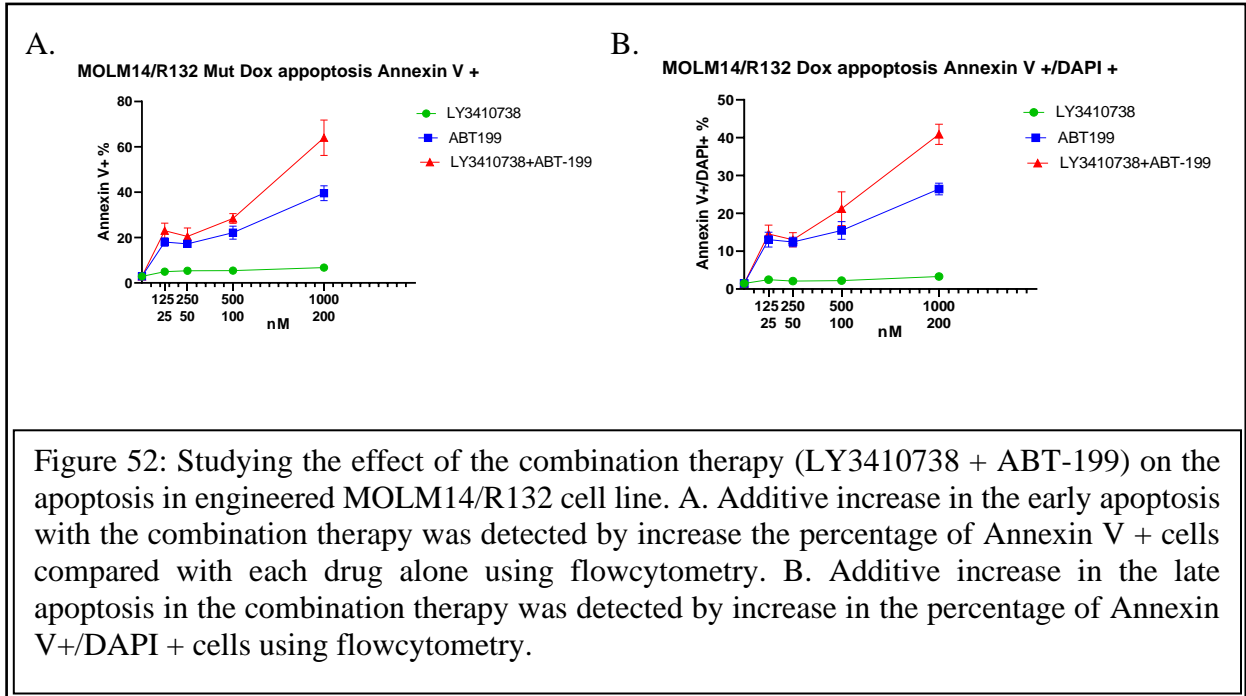 A.
MOLM14/R132 Mut Dox appoptosis Annexin V +
Annexin V+ %
80
60
40
20
0
125 250 500 1000
25 50 100 200
nM
LY3410738
ABT199
LY3410738+ABT-199
B.
MOLM14/R132 Dox appoptosis Annexin V +/DAPI +
Annexin V+/DAPI+ %
50
40
30
20
10
0
125 250 500 1000
25 50 100 200
nM
LY3410738
ABT199
LY3410738+ABT-199
Figure 52: Studying the effect of the combination therapy (LY3410738 + ABT-199) on the
apoptosis in engineered MOLM14/R132 cell line. A. Additive increase in the early apoptosis
with the combination therapy was detected by increase the percentage of Annexin V + cells
compared with each drug alone using flowcytometry. B. Additive increase in the late
apoptosis in the combination therapy was detected by increase in the percentage of Annexin
V+/DAPI + cells using flowcytometry.